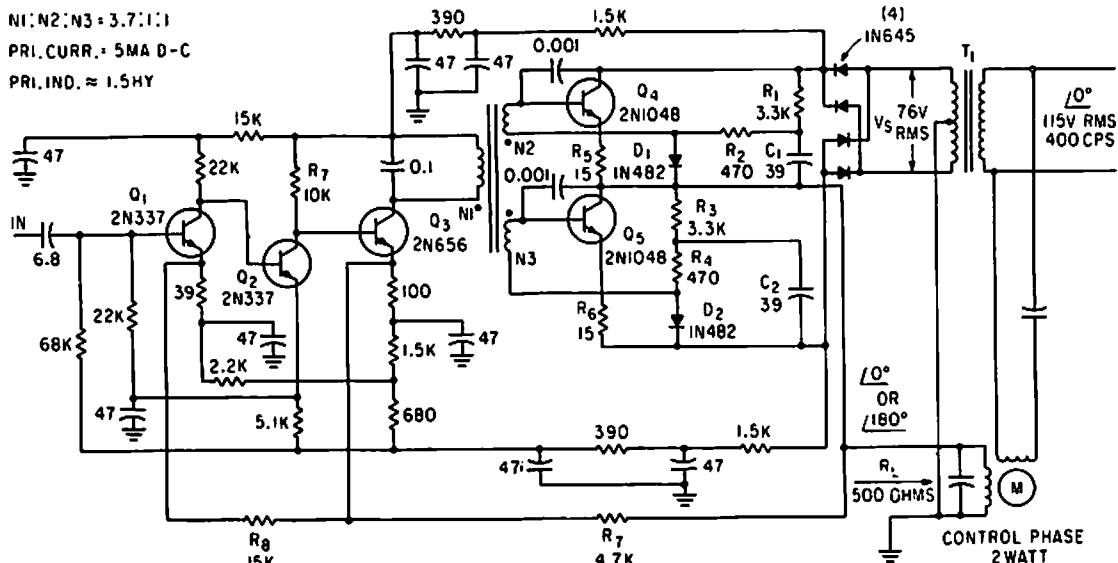 N1:N2:N3 = 3.7:1:1
PRI. CURR. = 5MA D-C
PRI. IND. ≈ 1.5HY
390
1.5K
(4)
1N645
T1
0.001
47
47
Q4
2N1048
R1
3.3K
VS
76V
RMS
/0°
115V RMS
400 CPS
15K
47
22K
R7
10K
0.1
N2
R5
15
D1
1N482
R2
470
C1
39
0.001
Q1
2N337
Q3
2N656
N1
R3
3.3K
IN
6.8
Q2
2N337
N3
Q5
2N1048
R4
470
C2
39
39
100
R6
15
D2
1N482
22K
47
47
68K
1.5K
2.2K
/0°
OR
/180°
47
5.1K
680
390
1.5K
47
47
RL
500 OHMS
M
R8
15K
R7
4.7K
CONTROL PHASE
2 WATT